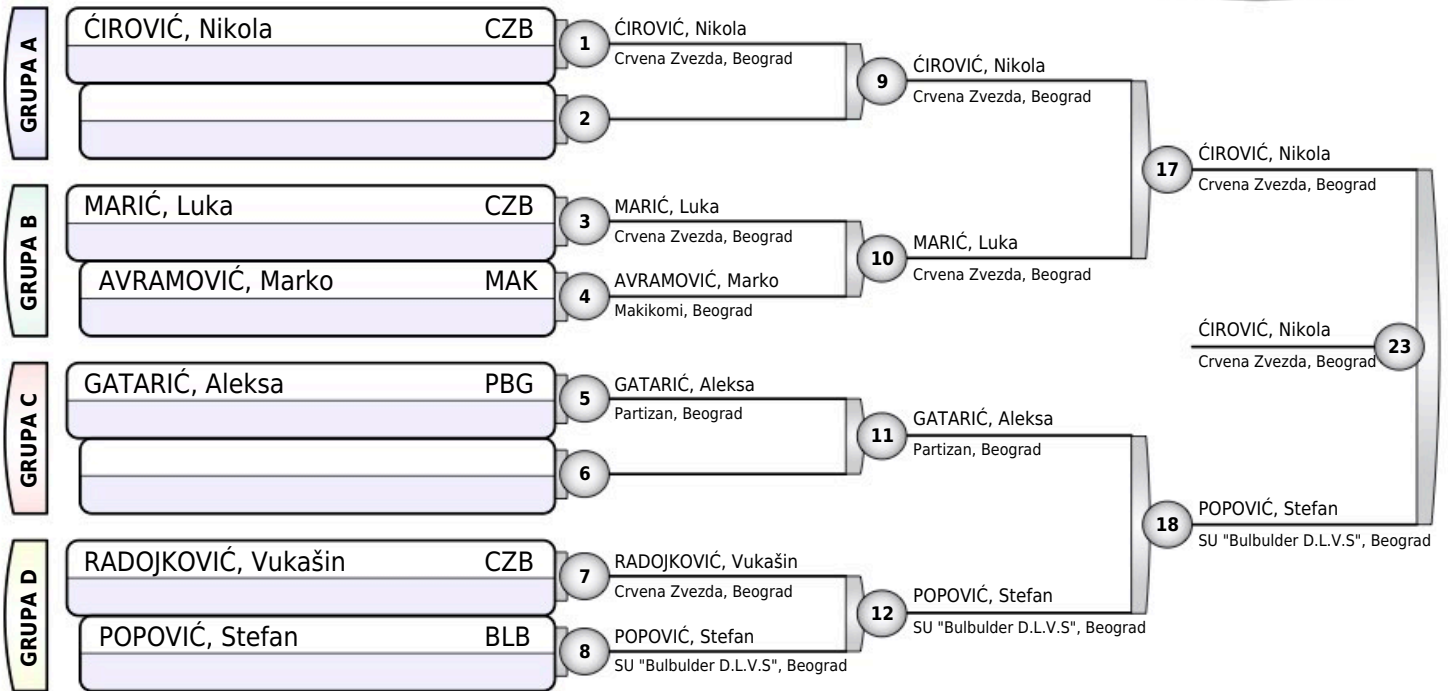 GRUPA A
ĆIROVIĆ, Nikola CZB
1
ĆIROVIĆ, Nikola
Crvena Zvezda, Beograd
2
9
ĆIROVIĆ, Nikola
Crvena Zvezda, Beograd
GRUPA B
MARIĆ, Luka CZB
3
MARIĆ, Luka
Crvena Zvezda, Beograd
AVRAMOVIĆ, Marko MAK
4
AVRAMOVIĆ, Marko
Makikomi, Beograd
10
MARIĆ, Luka
Crvena Zvezda, Beograd
17
ĆIROVIĆ, Nikola
Crvena Zvezda, Beograd
GRUPA C
GATARIĆ, Aleksa PBG
5
GATARIĆ, Aleksa
Partizan, Beograd
6
11
GATARIĆ, Aleksa
Partizan, Beograd
GRUPA D
RADOJKOVIĆ, Vukašin CZB
7
RADOJKOVIĆ, Vukašin
Crvena Zvezda, Beograd
POPOVIĆ, Stefan BLB
8
POPOVIĆ, Stefan
SU "Bulbulder D.L.V.S", Beograd
12
POPOVIĆ, Stefan
SU "Bulbulder D.L.V.S", Beograd
18
POPOVIĆ, Stefan
SU "Bulbulder D.L.V.S", Beograd
ĆIROVIĆ, Nikola
Crvena Zvezda, Beograd
23